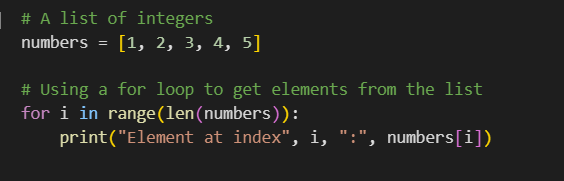 # A list of integers
numbers = [1, 2, 3, 4, 5]
# Using a for loop to get elements from the list
for i in range(len(numbers)):
    print("Element at index", i, ":", numbers[i])